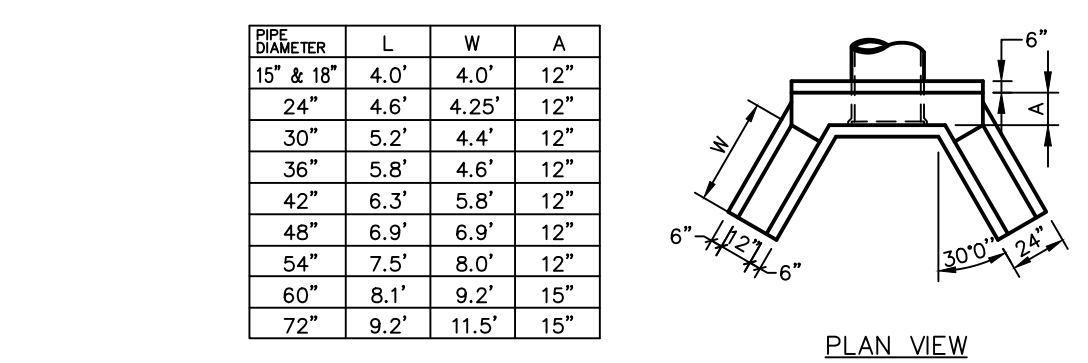 PIPE DIAMETER L W A
15" & 18" 4.0' 4.0' 12"
24" 4.6' 4.25' 12"
30" 5.2' 4.4' 12"
36" 5.8' 4.6' 12"
42" 6.3' 5.8' 12"
48" 6.9' 6.9' 12"
54" 7.5' 8.0' 12"
60" 8.1' 9.2' 15"
72" 9.2' 11.5' 15"
6"
A
W
6"
12"
6"
30°0"
24"
PLAN VIEW